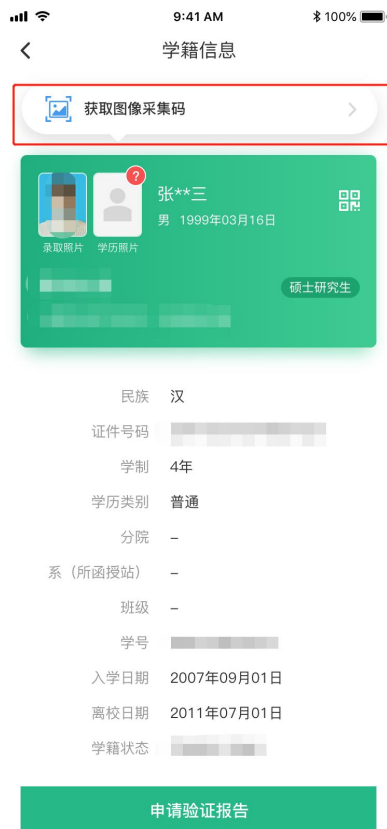 9:41 AM 100%
学籍信息
获取图像采集码
?
张**三
男 1999年03月16日
录取照片 学历照片
硕士研究生
民族 汉
证件号码
学制 4年
学历类别 普通
分院 –
系（所函授站） –
班级 –
学号
入学日期 2007年09月01日
离校日期 2011年07月01日
学籍状态
申请验证报告